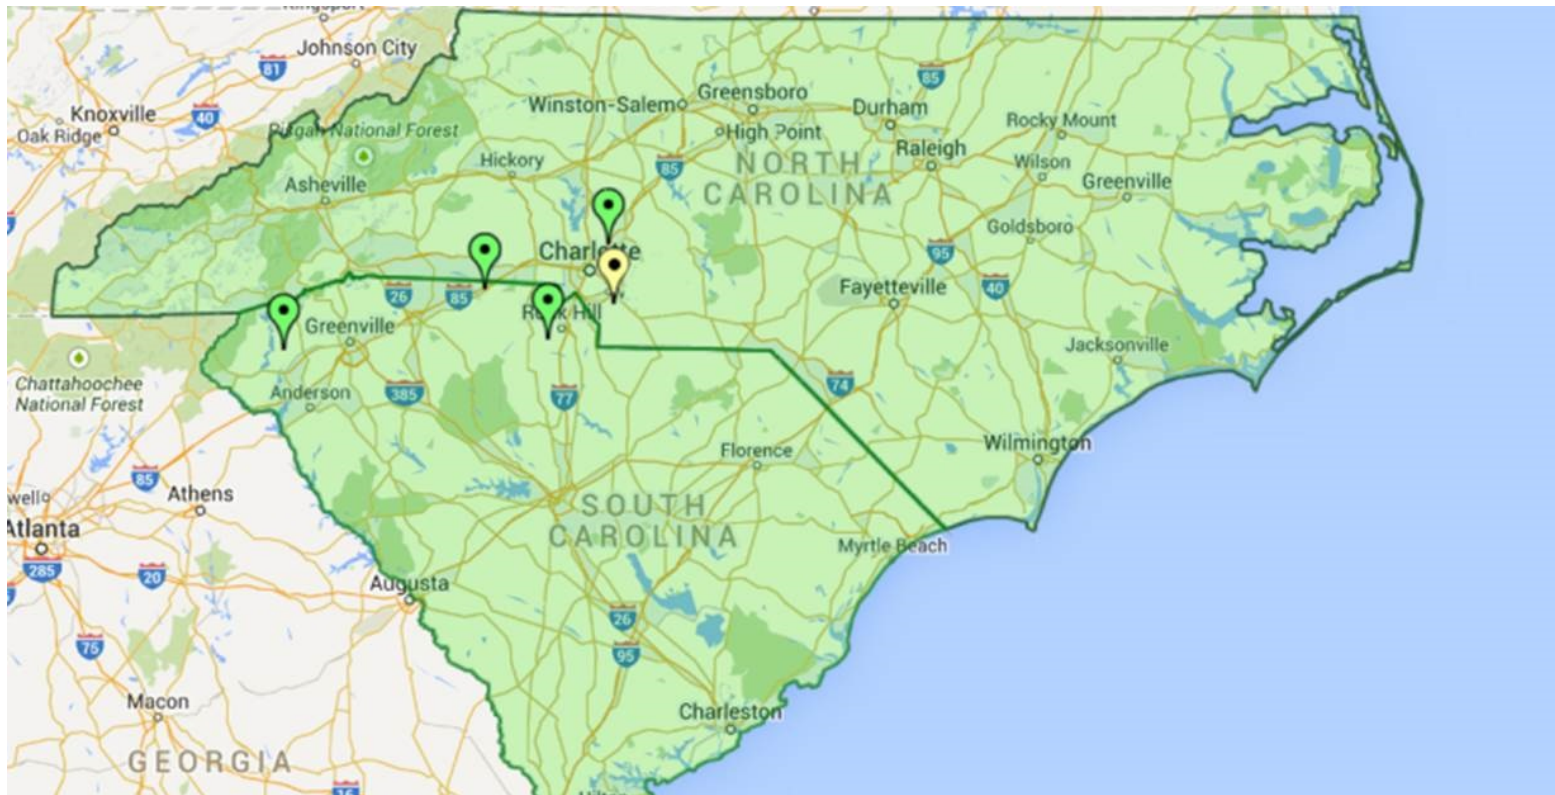 Johnson City
81
Knoxville
40
Oak Ridge
Pisgah National Forest
Winston-Salem
Greensboro
85
Durham
High Point
Rocky Mount
Raleigh
Hickory
85
NORTH
CAROLINA
Wilson
Greenville
Asheville
Goldsboro
Charlotte
95
Fayetteville
40
26
85
Rock Hill
Greenville
Jacksonville
Chattahoochee
National Forest
Anderson
385
77
74
Florence
Wilmington
85
Athens
Atlanta
SOUTH
CAROLINA
Myrtle Beach
285
20
Augusta
26
75
95
Macon
Charleston
GEORGIA
16